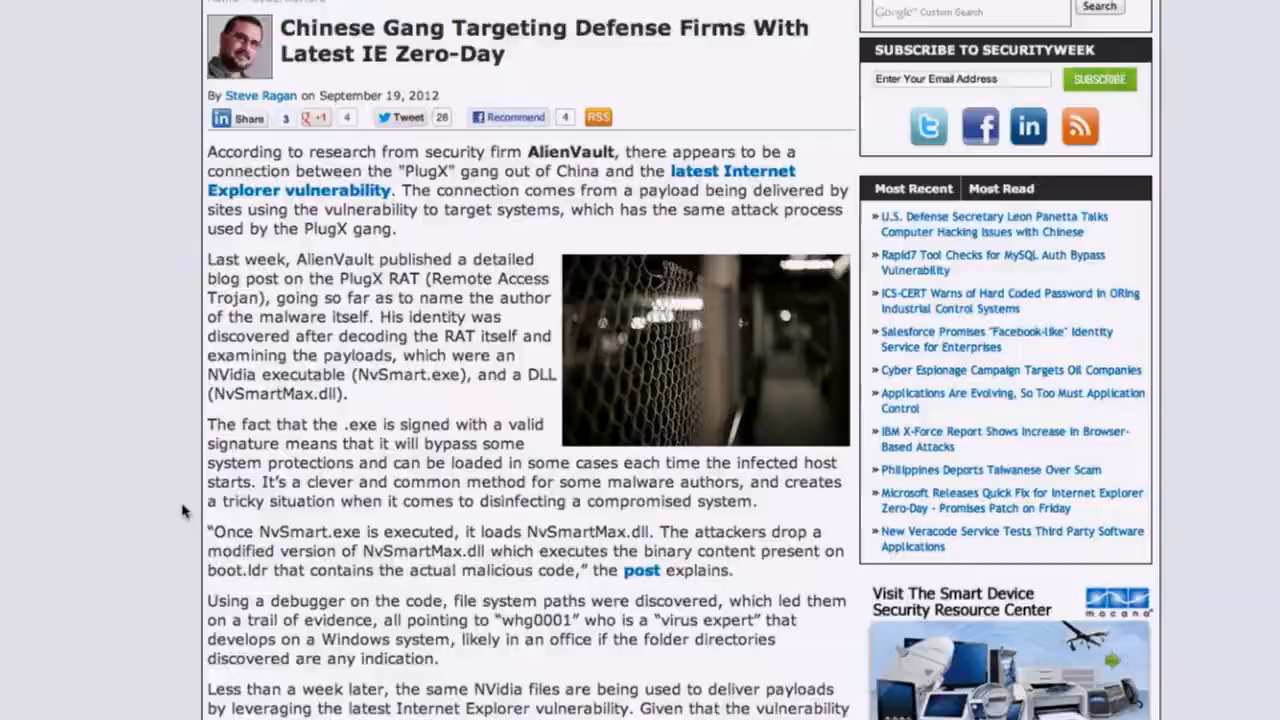 Google™ Custom Search
Search
Chinese Gang Targeting Defense Firms With
Latest IE Zero-Day
By Steve Ragan on September 19, 2012
Share 3 +1 4 Tweet 28 Recommend 4 RSS
According to research from security firm AlienVault, there appears to be a
connection between the "PlugX" gang out of China and the latest Internet
Explorer vulnerability. The connection comes from a payload being delivered by
sites using the vulnerability to target systems, which has the same attack process
used by the PlugX gang.
Last week, AlienVault published a detailed
blog post on the PlugX RAT (Remote Access
Trojan), going so far as to name the author
of the malware itself. His identity was
discovered after decoding the RAT itself and
examining the payloads, which were an
NVidia executable (NvSmart.exe), and a DLL
(NvSmartMax.dll).
The fact that the .exe is signed with a valid
signature means that it will bypass some
system protections and can be loaded in some cases each time the infected host
starts. It's a clever and common method for some malware authors, and creates
a tricky situation when it comes to disinfecting a compromised system.
"Once NvSmart.exe is executed, it loads NvSmartMax.dll. The attackers drop a
modified version of NvSmartMax.dll which executes the binary content present on
boot.ldr that contains the actual malicious code," the post explains.
Using a debugger on the code, file system paths were discovered, which led them
on a trail of evidence, all pointing to "whg0001" who is a "virus expert" that
develops on a Windows system, likely in an office if the folder directories
discovered are any indication.
Less than a week later, the same NVidia files are being used to deliver payloads
by leveraging the latest Internet Explorer vulnerability. Given that the vulnerability
SUBSCRIBE TO SECURITYWEEK
Enter Your Email Address SUBSCRIBE
Most Recent Most Read
» U.S. Defense Secretary Leon Panetta Talks
Computer Hacking Issues with Chinese
» Rapid7 Tool Checks for MySQL Auth Bypass
Vulnerability
» ICS-CERT Warns of Hard Coded Password in ORing
Industrial Control Systems
» Salesforce Promises "Facebook-like" Identity
Service for Enterprises
» Cyber Espionage Campaign Targets Oil Companies
» Applications Are Evolving, So Too Must Application
Control
» IBM X-Force Report Shows Increase In Browser-
Based Attacks
» Philippines Deports Taiwanese Over Scam
» Microsoft Releases Quick Fix for Internet Explorer
Zero-Day - Promises Patch on Friday
» New Veracode Service Tests Third Party Software
Applications
Visit The Smart Device
Security Resource Center
mocana